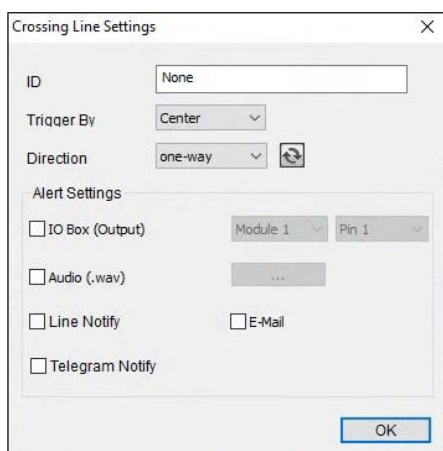 Crossing Line Settings
ID None
Trigger By Center
Direction one-way
Alert Settings
IO Box (Output) Module 1 Pin 1
Audio (.wav) ...
Line Notify E-Mail
Telegram Notify
OK